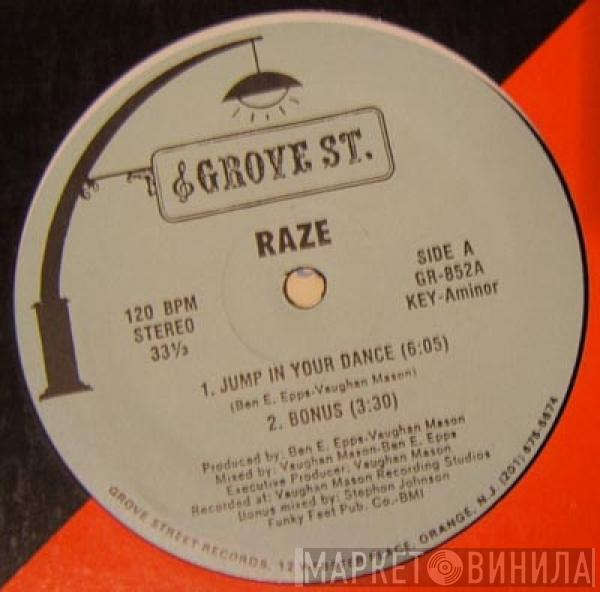 GROVE ST.
RAZE
120 BPM
STEREO
33⅓
SIDE A
GR-852A
KEY-Aminor
1. JUMP IN YOUR DANCE (6:05)
(Ben E. Epps-Vaughan Mason)
2. BONUS (3:30)
Produced by: Ben E. Epps-Vaughan Mason
Mixed by: Vaughan Mason-Ben E. Epps
Executive Producer: Vaughan Mason
Recorded at: Vaughan Mason Recording Studios
Bonus mixed by: Stephon Johnson
Funky Feet Pub. Co.-BMI
GROVE STREET RECORDS, 12 PLACE, ORANGE, N.J. (201)
МАРКЕТ ВИНИЛА